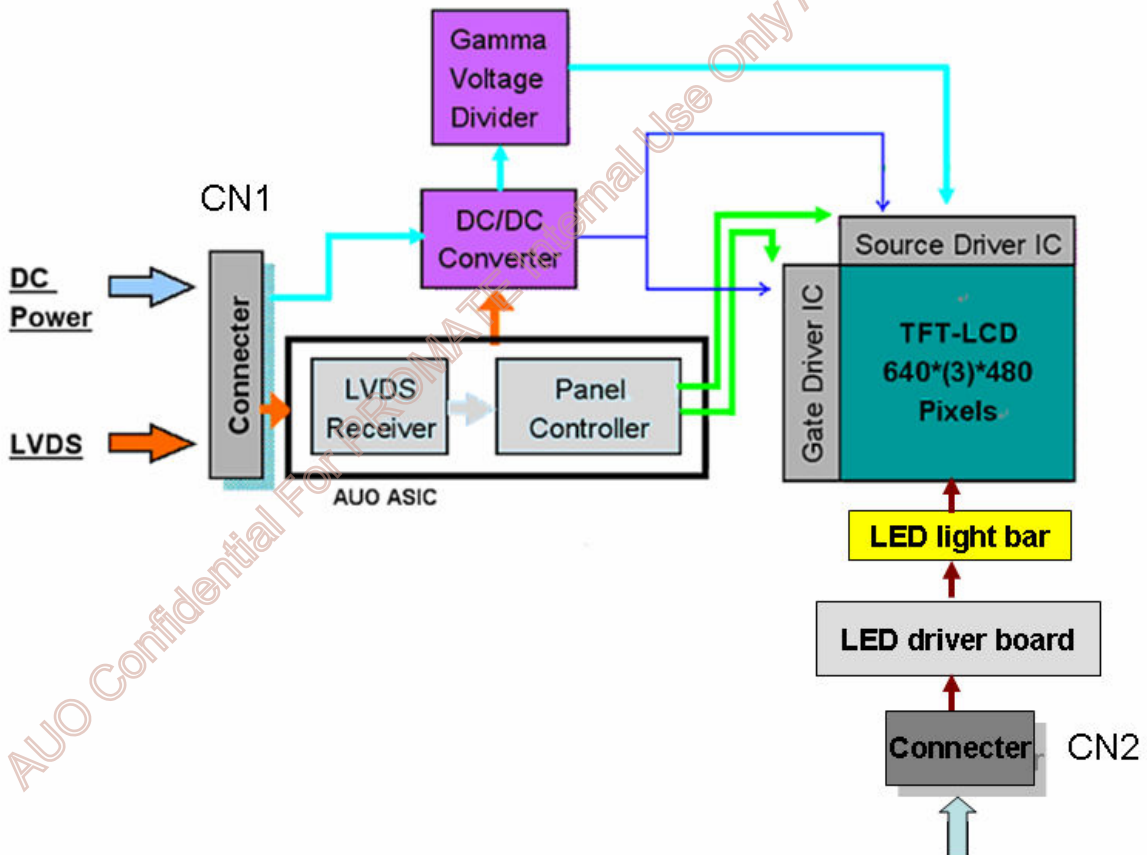 Gamma
Voltage
Divider
CN1
DC/DC
Converter
DC
Power
Connecter
LVDS
LVDS
Receiver
Panel
Controller
AUO ASIC
Source Driver IC
Gate Driver IC
TFT-LCD
640*(3)*480
Pixels
LED light bar
LED driver board
Connecter
CN2
AUO Confidential For PROMATE Internal Use Only /